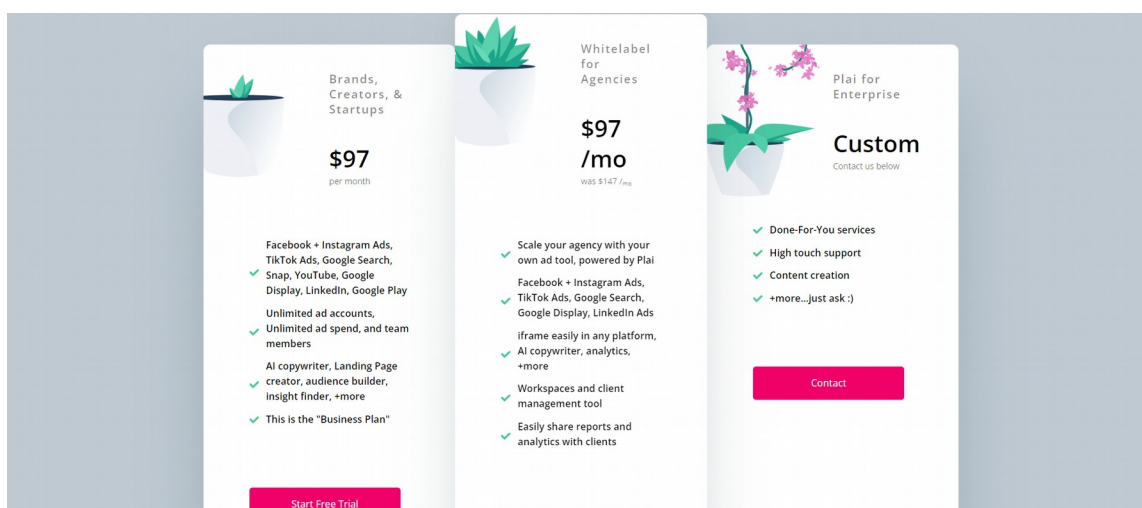 Brands,
Creators, &
Startups
$97
per month
Facebook + Instagram Ads,
TikTok Ads, Google Search,
Snap, YouTube, Google
Display, LinkedIn, Google Play
Unlimited ad accounts,
Unlimited ad spend, and team
members
AI copywriter, Landing Page
creator, audience builder,
insight finder, +more
This is the "Business Plan"
Start Free Trial
Whitelabel
for
Agencies
$97
/mo
was $147 /mo
Scale your agency with your
own ad tool, powered by Plai
Facebook + Instagram Ads,
TikTok Ads, Google Search,
Google Display, LinkedIn Ads
iframe easily in any platform,
AI copywriter, analytics,
+more
Workspaces and client
management tool
Easily share reports and
analytics with clients
Plai for
Enterprise
Custom
Contact us below
Done-For-You services
High touch support
Content creation
+more...just ask :)
Contact